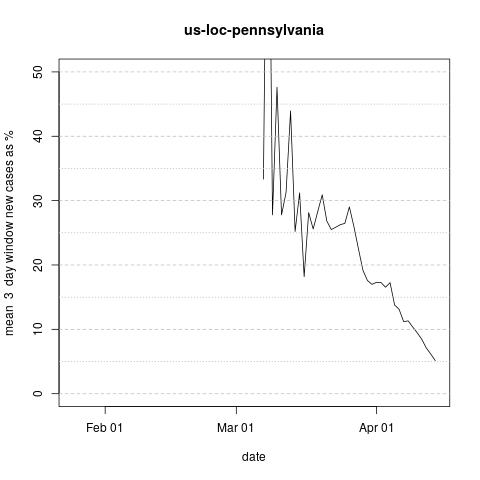 us-loc-pennsylvania
mean 3 day window new cases as %
50
40
30
20
10
0
Feb 01
Mar 01
Apr 01
date